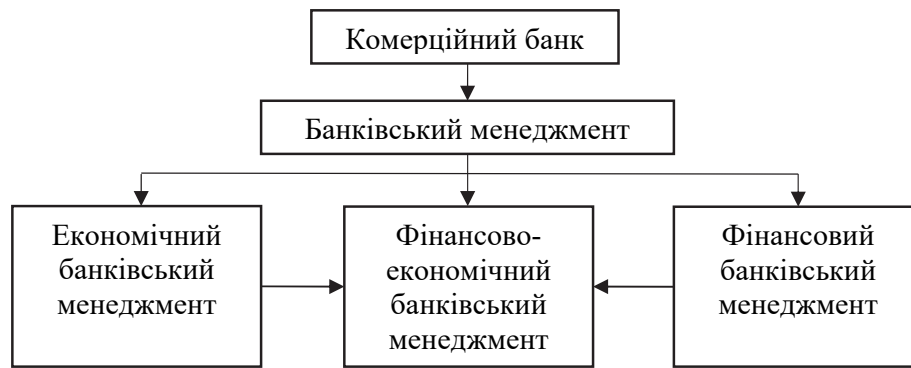 Комерційний банк
Банківський менеджмент
Економічний
банківський
менеджмент
Фінансово-
економічний
банківський
менеджмент
Фінансовий
банківський
менеджмент